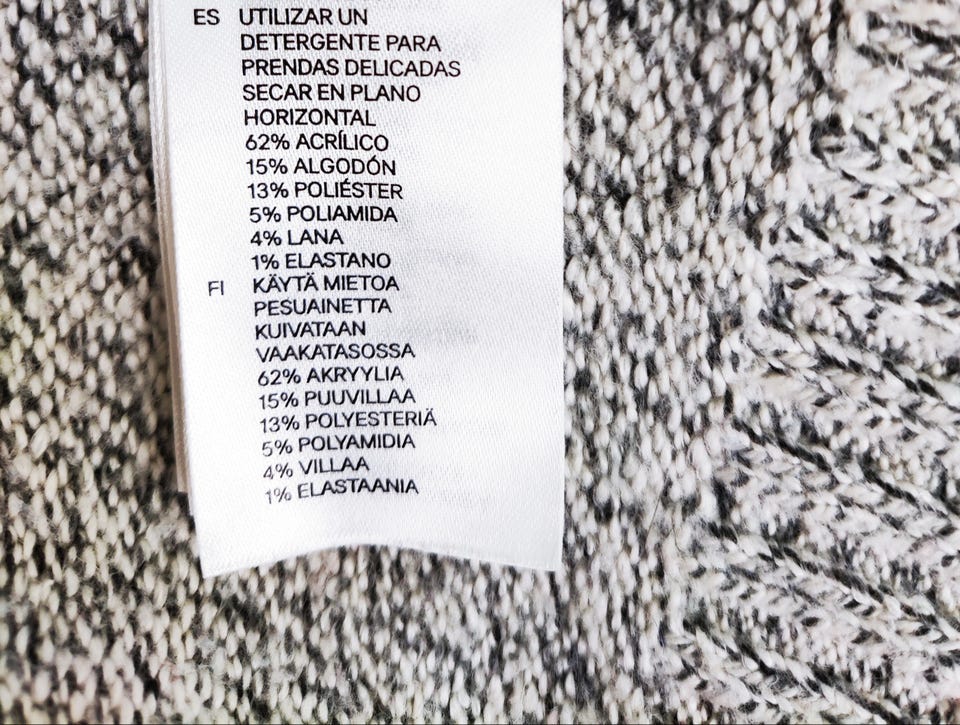 ES UTILIZAR UN
DETERGENTE PARA
PRENDAS DELICADAS
SECAR EN PLANO
HORIZONTAL
62% ACRÍLICO
15% ALGODÓN
13% POLIÉSTER
5% POLIAMIDA
4% LANA
1% ELASTANO
FI KÄYTÄ MIETOA
PESUAINETTA
KUIVATAAN
VAAKATASOSSA
62% AKRYYLIA
15% PUUVILLAA
13% POLYESTERIÄ
5% POLYAMIDIA
4% VILLAA
1% ELASTAANIA